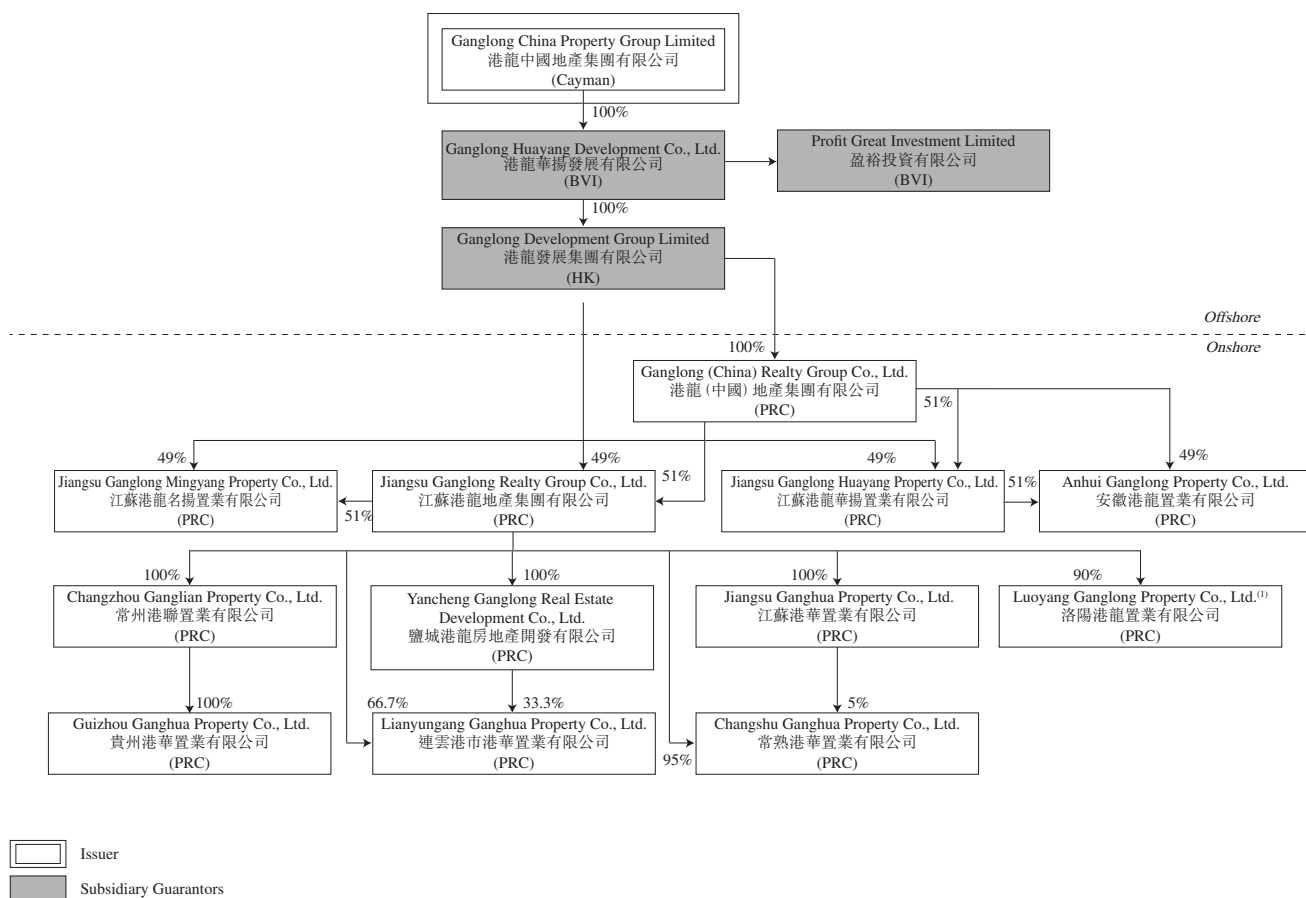 Ganglong China Property Group Limited
港龍中國地產集團有限公司
(Cayman)
100%
Ganglong Huayang Development Co., Ltd.
港龍華揚發展有限公司
(BVI)
Profit Great Investment Limited
盈裕投資有限公司
(BVI)
100%
Ganglong Development Group Limited
港龍發展集團有限公司
(HK)
Offshore
Onshore
100%
Ganglong (China) Realty Group Co., Ltd.
港龍(中國)地產集團有限公司
(PRC)
51%
49%
49%
51%
49%
51%
49%
Jiangsu Ganglong Mingyang Property Co., Ltd.
江蘇港龍名揚置業有限公司
(PRC)
51%
Jiangsu Ganglong Realty Group Co., Ltd.
江蘇港龍地產集團有限公司
(PRC)
Jiangsu Ganglong Huayang Property Co., Ltd.
江蘇港龍華揚置業有限公司
(PRC)
Anhui Ganglong Property Co., Ltd.
安徽港龍置業有限公司
(PRC)
100%
100%
100%
90%
Changzhou Ganglian Property Co., Ltd.
常州港聯置業有限公司
(PRC)
Yancheng Ganglong Real Estate
Development Co., Ltd.
鹽城港龍房地產開發有限公司
(PRC)
Jiangsu Ganghua Property Co., Ltd.
江蘇港華置業有限公司
(PRC)
Luoyang Ganglong Property Co., Ltd.(1)
洛陽港龍置業有限公司
(PRC)
100%
66.7%
33.3%
5%
Guizhou Ganghua Property Co., Ltd.
貴州港華置業有限公司
(PRC)
Lianyungang Ganghua Property Co., Ltd.
連雲港市港華置業有限公司
(PRC)
95%
Changshu Ganghua Property Co., Ltd.
常熟港華置業有限公司
(PRC)
Issuer
Subsidiary Guarantors